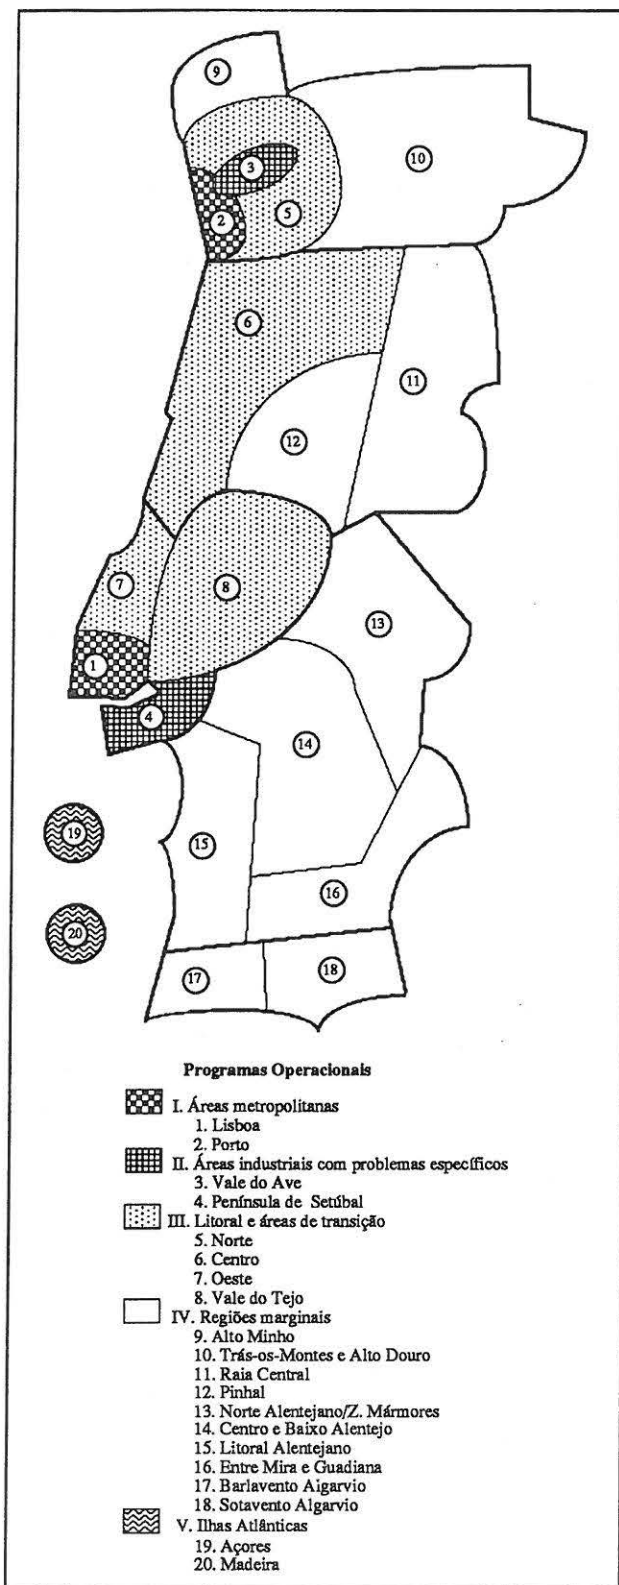 9
10
3
2
5
6
11
12
7
8
13
1
4
14
19
15
16
20
17
18
Programas Operacionais
I. Áreas metropolitanas
1. Lisboa
2. Porto
II. Áreas industriais com problemas específicos
3. Vale do Ave
4. Península de Setúbal
III. Litoral e áreas de transição
5. Norte
6. Centro
7. Oeste
8. Vale do Tejo
IV. Regiões marginais
9. Alto Minho
10. Trás-os-Montes e Alto Douro
11. Raia Central
12. Pinhal
13. Norte Alentejano/Z. Mármores
14. Centro e Baixo Alentejo
15. Litoral Alentejano
16. Entre Mira e Guadiana
17. Barlavento Algarvio
18. Sotavento Algarvio
V. Ilhas Atlânticas
19. Açores
20. Madeira